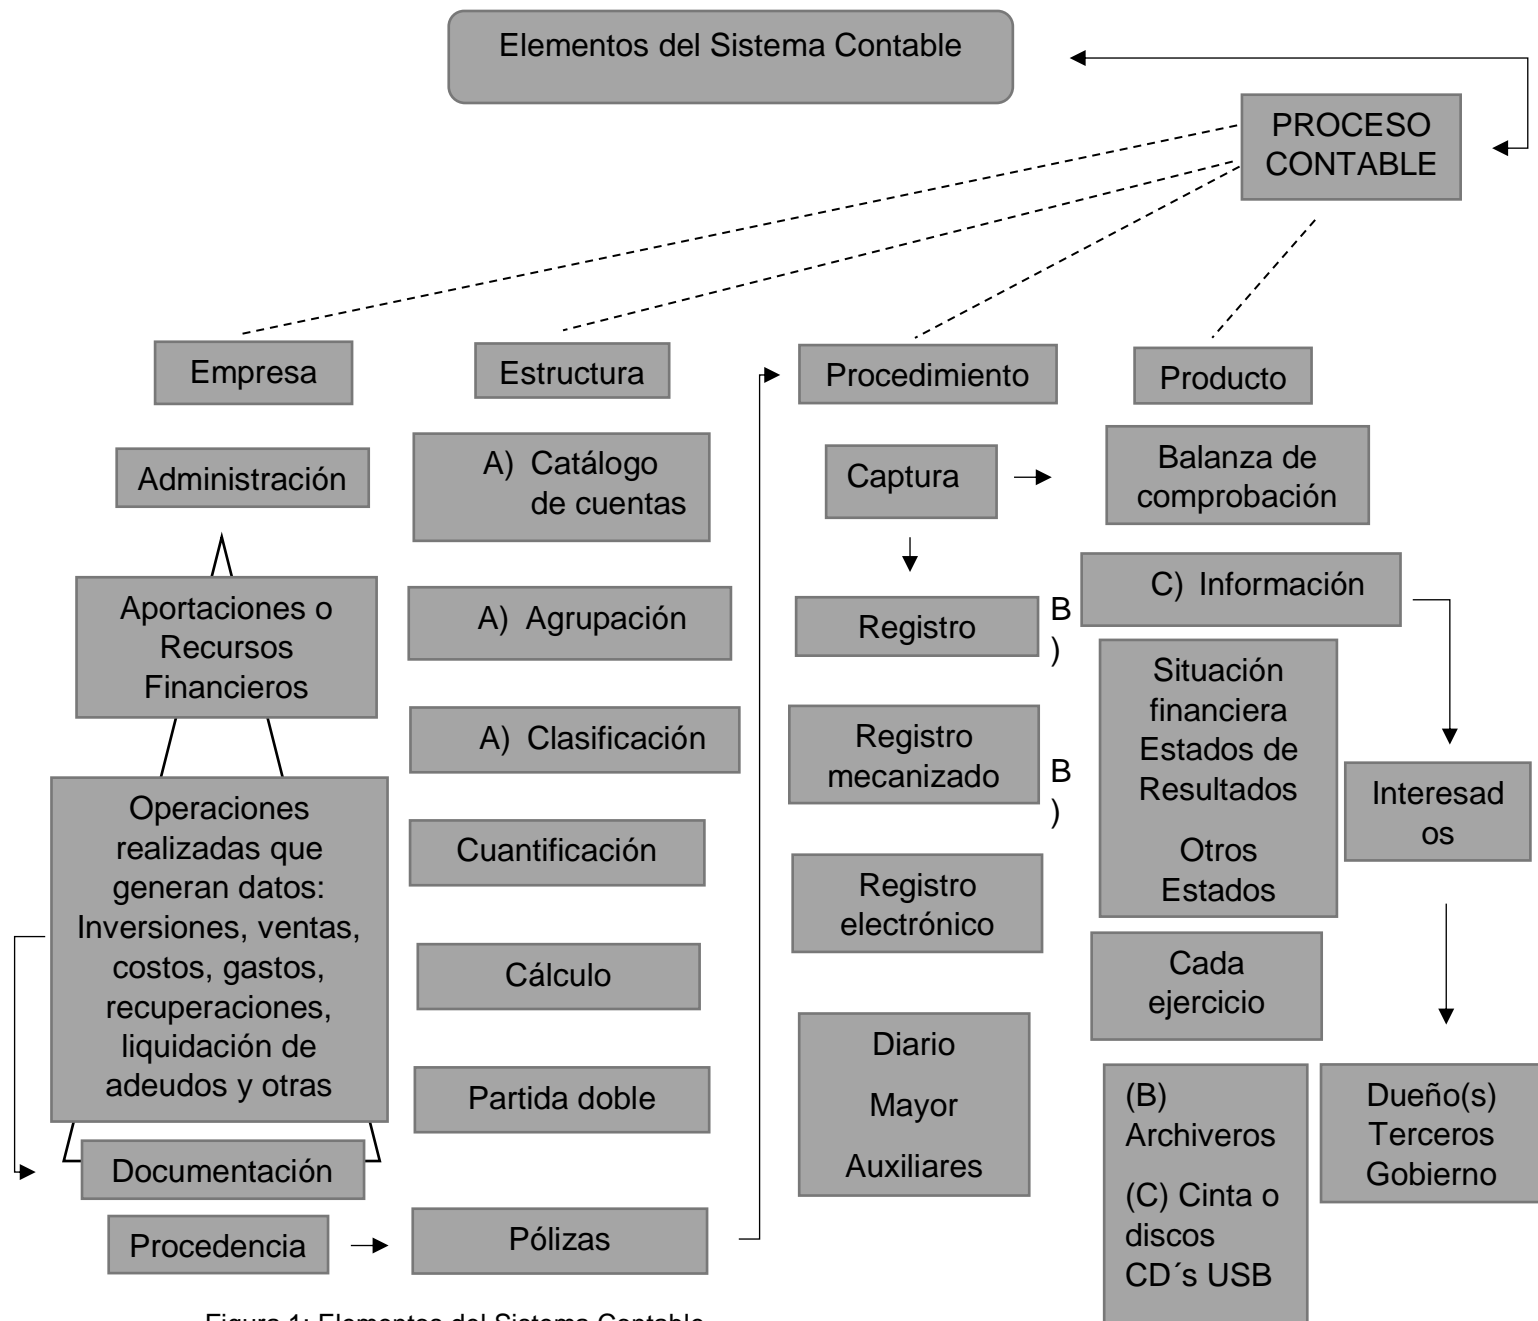 Elementos del Sistema Contable
PROCESO
CONTABLE
Empresa
Administración
Aportaciones o
Recursos
Financieros
Operaciones
realizadas que
generan datos:
Inversiones, ventas,
costos, gastos,
recuperaciones,
liquidación de
adeudos y otras
Documentación
Procedencia
Estructura
A) Catálogo
de cuentas
A) Agrupación
A) Clasificación
Cuantificación
Cálculo
Partida doble
Pólizas
Procedimiento
Captura
Registro
B
)
Registro
mecanizado
B
)
Registro
electrónico
Diario
Mayor
Auxiliares
Producto
Balanza de
comprobación
C) Información
Situación
financiera
Estados de
Resultados
Otros
Estados
Cada
ejercicio
(B)
Archiveros
(C) Cinta o
discos
CD´s USB
Interesad
os
Dueño(s)
Terceros
Gobierno
Figura 1: Elementos del Sistema Contable